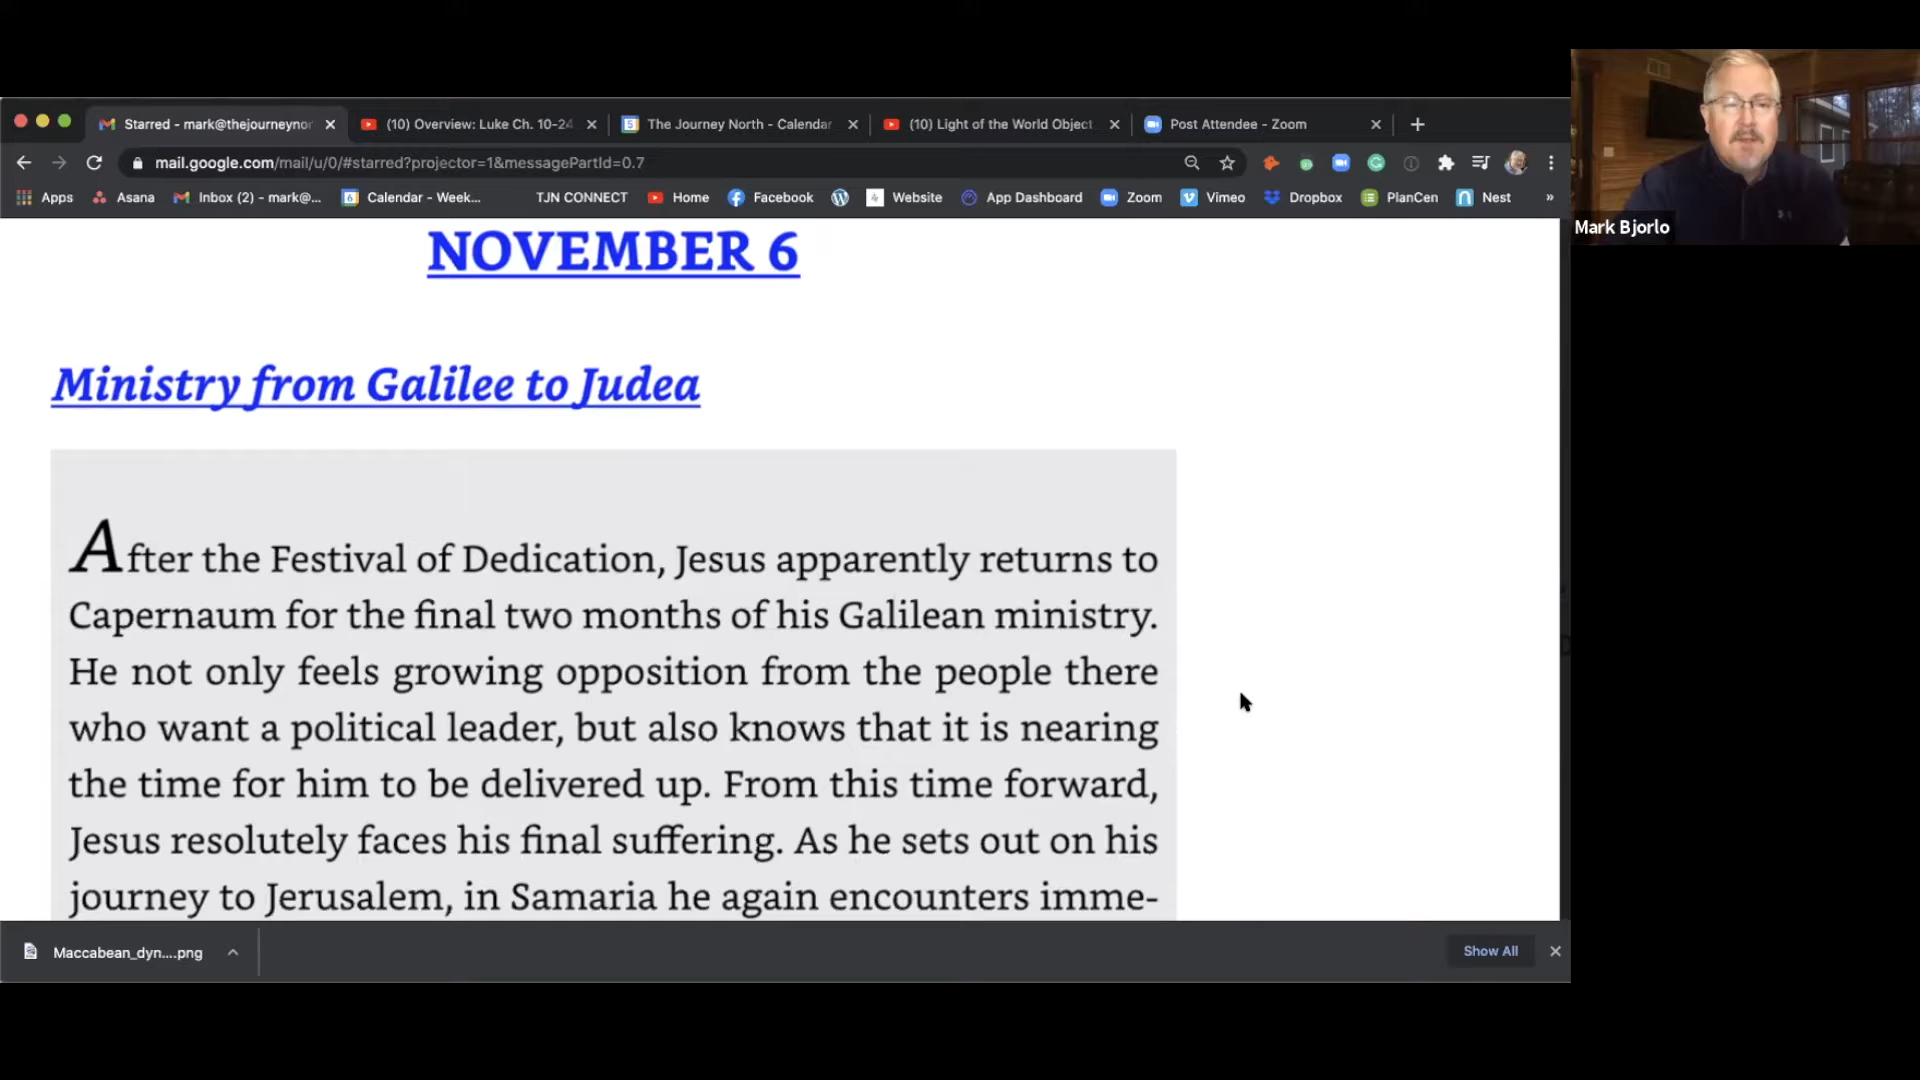 Starred - mark@thejourneynor
(10) Overview: Luke Ch. 10-24
The Journey North - Calendar
(10) Light of the World Object
Post Attendee - Zoom
mail.google.com/mail/u/0/#starred?projector=1&messagePartId=0.7
Apps
Asana
Inbox (2) - mark@...
Calendar - Week...
TJN CONNECT
Home
Facebook
Website
App Dashboard
Zoom
Vimeo
Dropbox
PlanCen
Nest
»
Mark Bjorlo
NOVEMBER 6
Ministry from Galilee to Judea
After the Festival of Dedication, Jesus apparently returns to
Capernaum for the final two months of his Galilean ministry.
He not only feels growing opposition from the people there
who want a political leader, but also knows that it is nearing
the time for him to be delivered up. From this time forward,
Jesus resolutely faces his final suffering. As he sets out on his
journey to Jerusalem, in Samaria he again encounters imme-
Maccabean_dyn....png
Show All